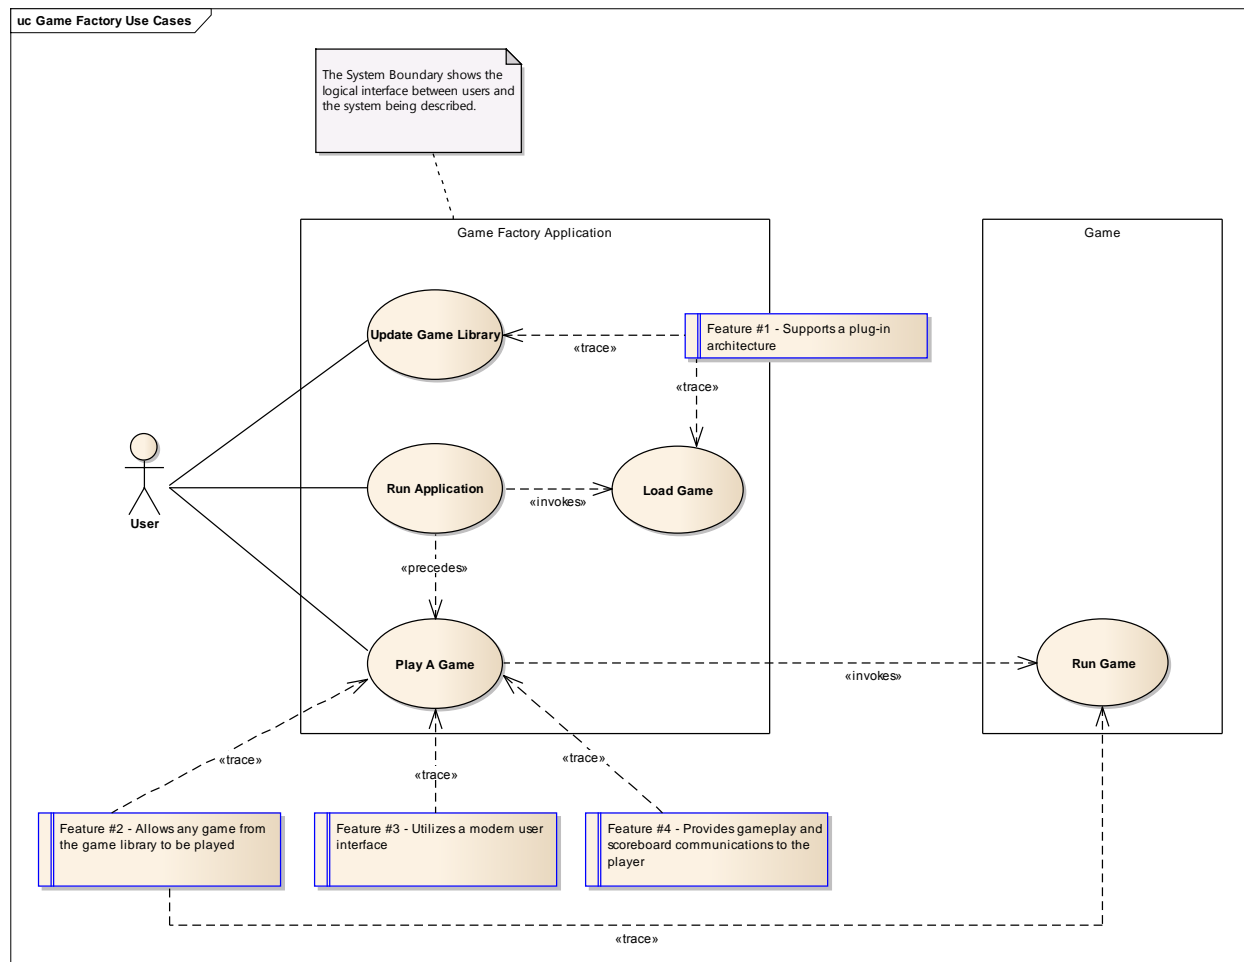 uc Game Factory Use Cases
The System Boundary shows the
logical interface between users and
the system being described.
Game Factory Application
Game
Update Game Library
«trace»
Feature #1 - Supports a plug-in
architecture
«trace»
User
Run Application
«invokes»
Load Game
«precedes»
Play A Game
«invokes»
Run Game
«trace»
«trace»
«trace»
Feature #2 - Allows any game from
the game library to be played
Feature #3 - Utilizes a modern user
interface
Feature #4 - Provides gameplay and
scoreboard communications to the
player
«trace»